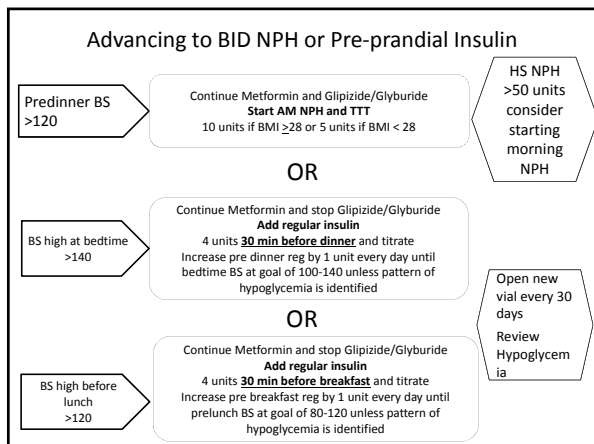 Advancing to BID NPH or Pre-prandial Insulin
Predinner BS
>120
Continue Metformin and Glipizide/Glyburide
Start AM NPH and TTT
10 units if BMI >28 or 5 units if BMI < 28
HS NPH
>50 units
consider
starting
morning
NPH
OR
BS high at bedtime
>140
Continue Metformin and stop Glipizide/Glyburide
Add regular insulin
4 units 30 min before dinner and titrate
Increase pre dinner reg by 1 unit every day until
bedtime BS at goal of 100-140 unless pattern of
hypoglycemia is identified
OR
Open new
vial every 30
days
Review
Hypoglycem
ia
BS high before
lunch
>120
Continue Metformin and stop Glipizide/Glyburide
Add regular insulin
4 units 30 min before breakfast and titrate
Increase pre breakfast reg by 1 unit every day until
prelunch BS at goal of 80-120 unless pattern of
hypoglycemia is identified